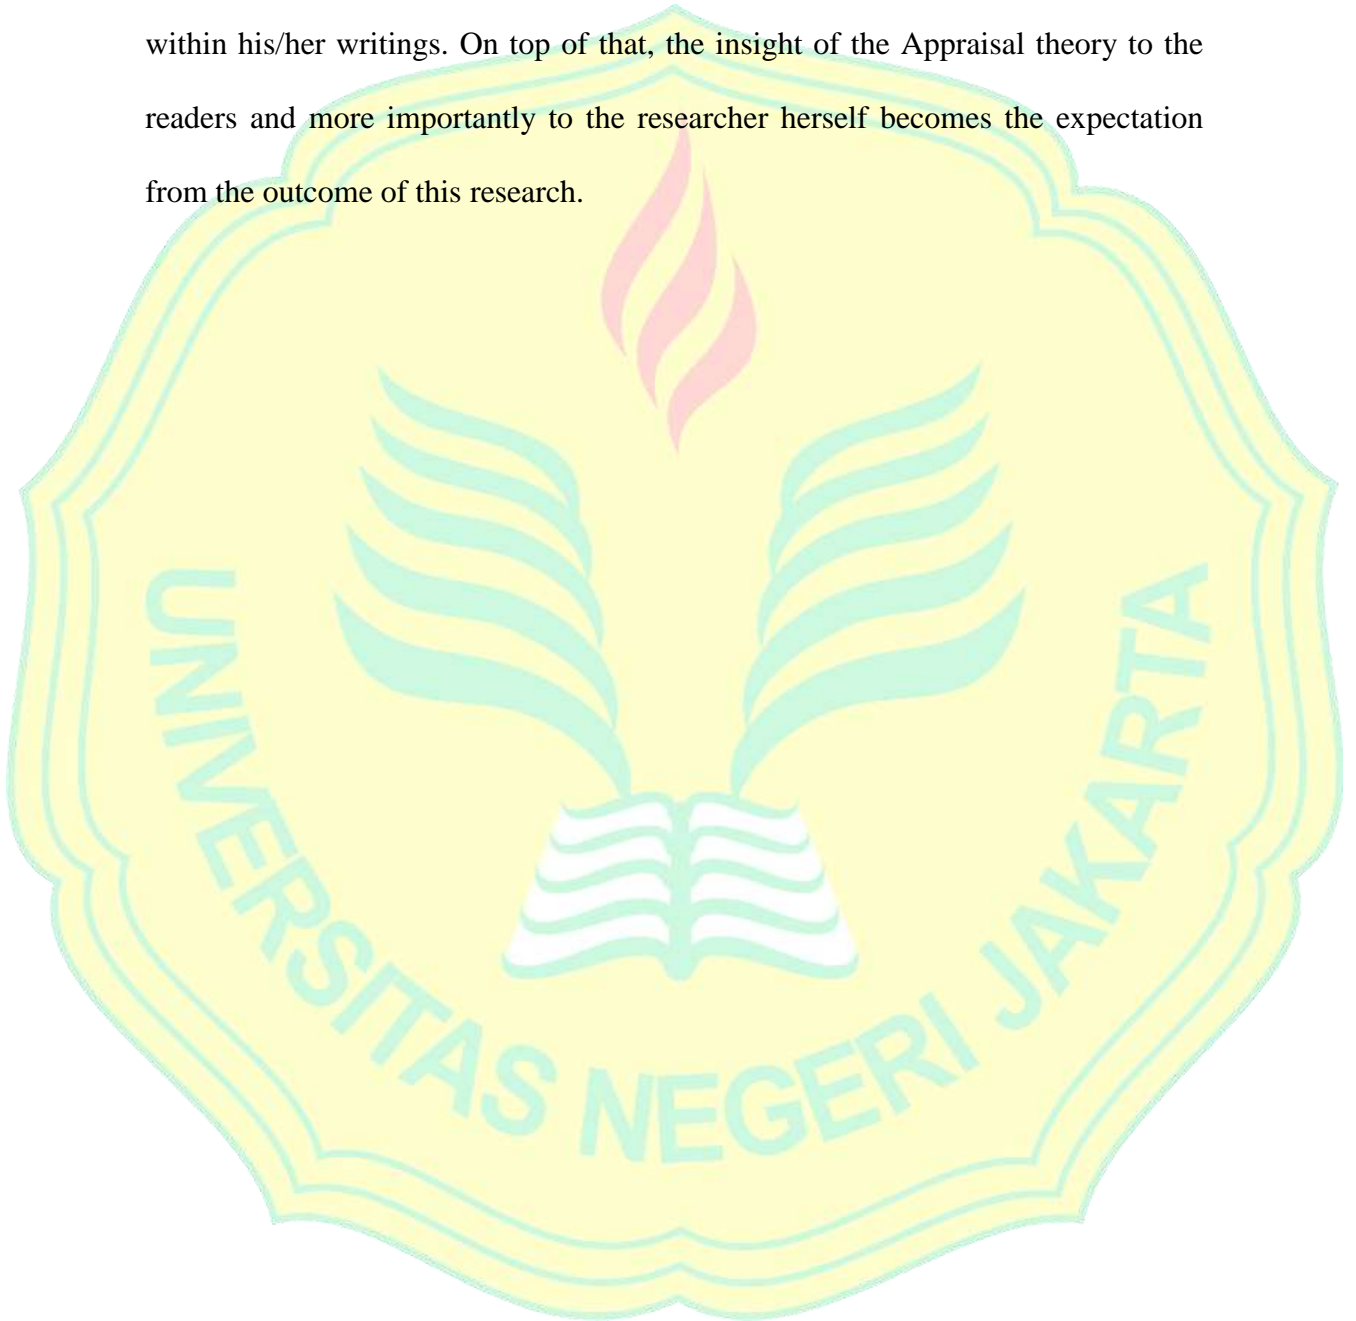 within his/her writings. On top of that, the insight of the Appraisal theory to the
readers and more importantly to the researcher herself becomes the expectation
from the outcome of this research.
UNIVERSITAS NEGERI JAKARTA